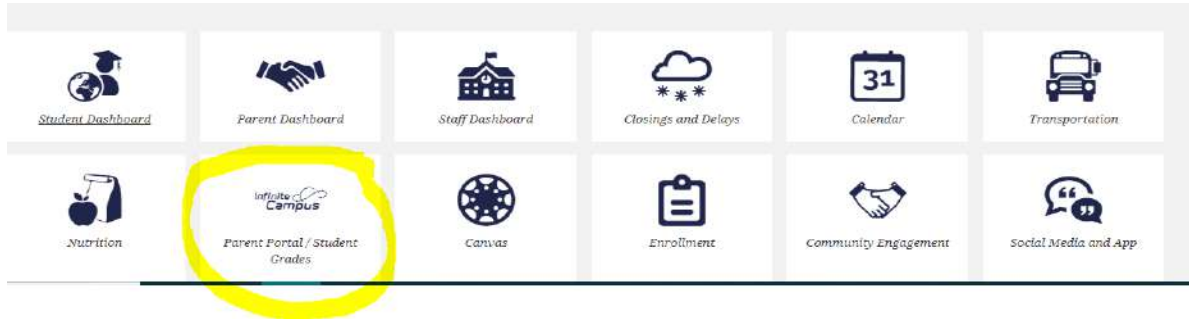 31
Student Dashboard
Parent Dashboard
Staff Dashboard
Closings and Delays
Calendar
Transportation
Infinite
Campus
Nutrition
Parent Portal / Student
Grades
Canvas
Enrollment
Community Engagement
Social Media and App